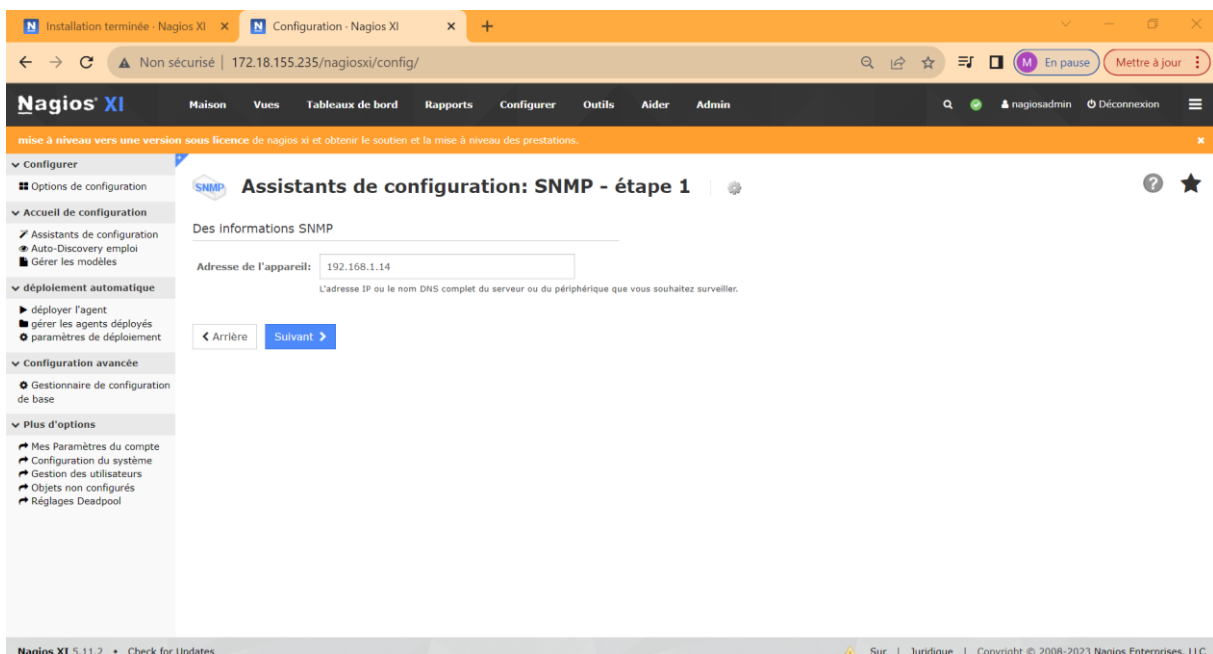 Installation terminée · Nagios XI
Configuration · Nagios XI
Non sécurisé | 172.18.155.235/nagiosxi/config/
M En pause
Mettre à jour
Nagios® XI
Maison Vues Tableaux de bord Rapports Configurer Outils Aider Admin
nagiosadmin Déconnexion
mise à niveau vers une version sous licence de nagios xi et obtenir le soutien et la mise à niveau des prestations.
Configurer
Options de configuration
Accueil de configuration
Assistants de configuration
Auto-Discovery emploi
Gérer les modèles
déploiement automatique
déployer l'agent
gérer les agents déployés
paramètres de déploiement
Configuration avancée
Gestionnaire de configuration
de base
Plus d'options
Mes Paramètres du compte
Configuration du système
Gestion des utilisateurs
Objets non configurés
Réglages Deadpool
SNMP
Assistants de configuration: SNMP - étape 1
Des informations SNMP
Adresse de l'appareil: 192.168.1.14
L'adresse IP ou le nom DNS complet du serveur ou du périphérique que vous souhaitez surveiller.
Arrière
Suivant
Nagios XI 5.11.2 • Check for Updates
Sur | Juridique | Copyright © 2008-2023 Nagios Enterprises, LLC